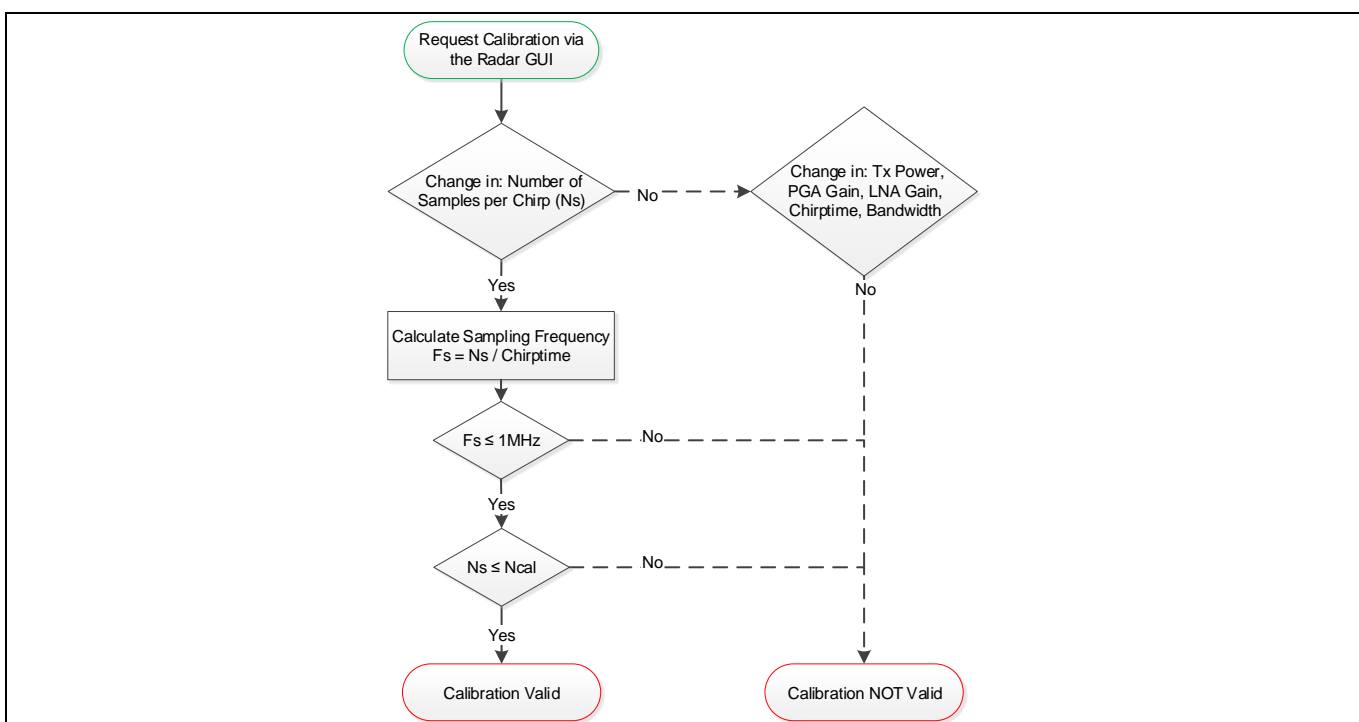 Request Calibration via
the Radar GUI
Change in: Number of
Samples per Chirp (Ns)
No
Change in: Tx Power,
PGA Gain, LNA Gain,
Chirptime, Bandwidth
Yes
No
Calculate Sampling Frequency
Fs = Ns / Chirptime
Fs ≤ 1MHz
No
Yes
Ns ≤ Ncal
No
Yes
Calibration Valid
Calibration NOT Valid